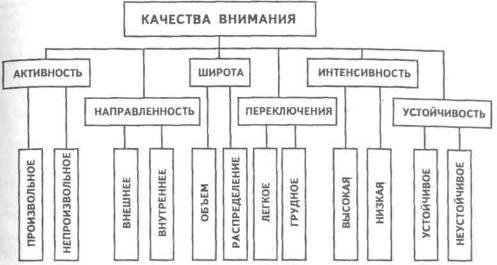 КАЧЕСТВА ВНИМАНИЯ
АКТИВНОСТЬ
ШИРОТА
ИНТЕНСИВНОСТЬ
НАПРАВЛЕННОСТЬ
ПЕРЕКЛЮЧЕНИЯ
УСТОЙЧИВОСТЬ
ПРОИЗВОЛЬНОЕ
НЕПРОИЗВОЛЬНОЕ
ВНЕШНЕЕ
ВНУТРЕННЕЕ
ОБЪЕМ
РАСПРЕДЕЛЕНИЕ
ЛЕГКОЕ
ГРУДНОЕ
ВЫСОКАЯ
НИЗКАЯ
УСТОЙЧИВОЕ
НЕУСТОЙЧИВОЕ